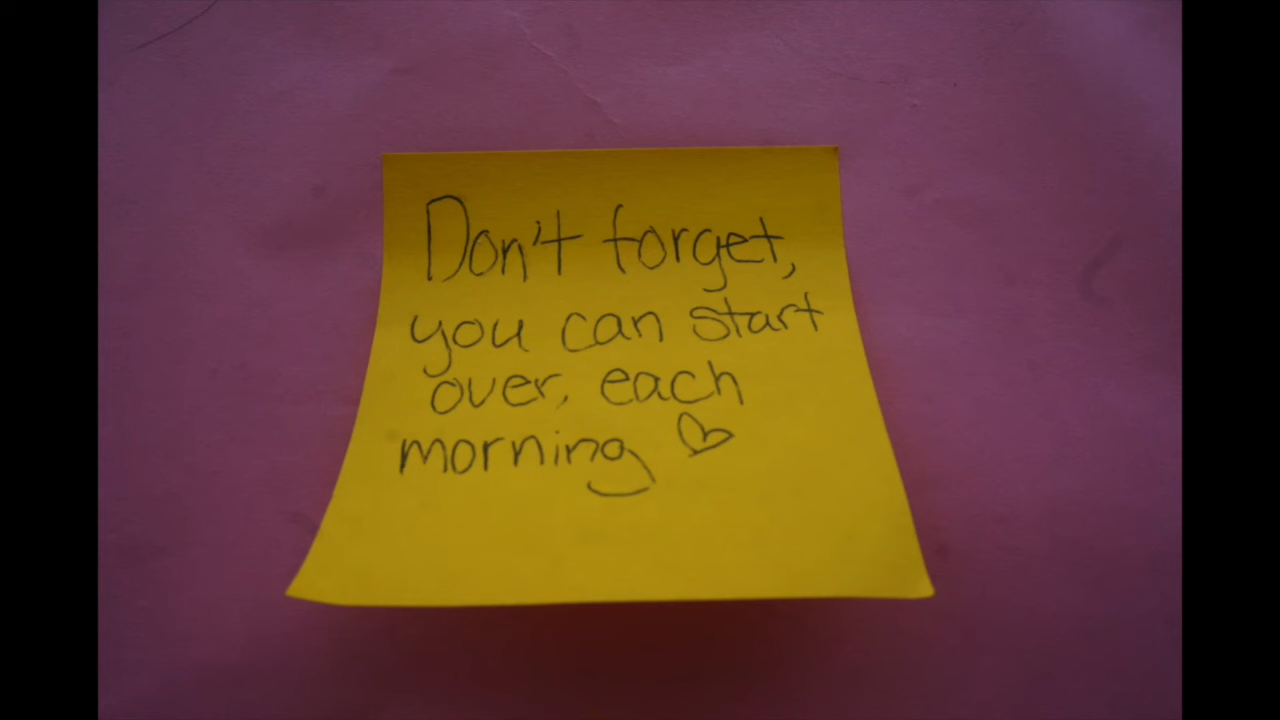 Don't forget,
you can start
over, each
morning ♡